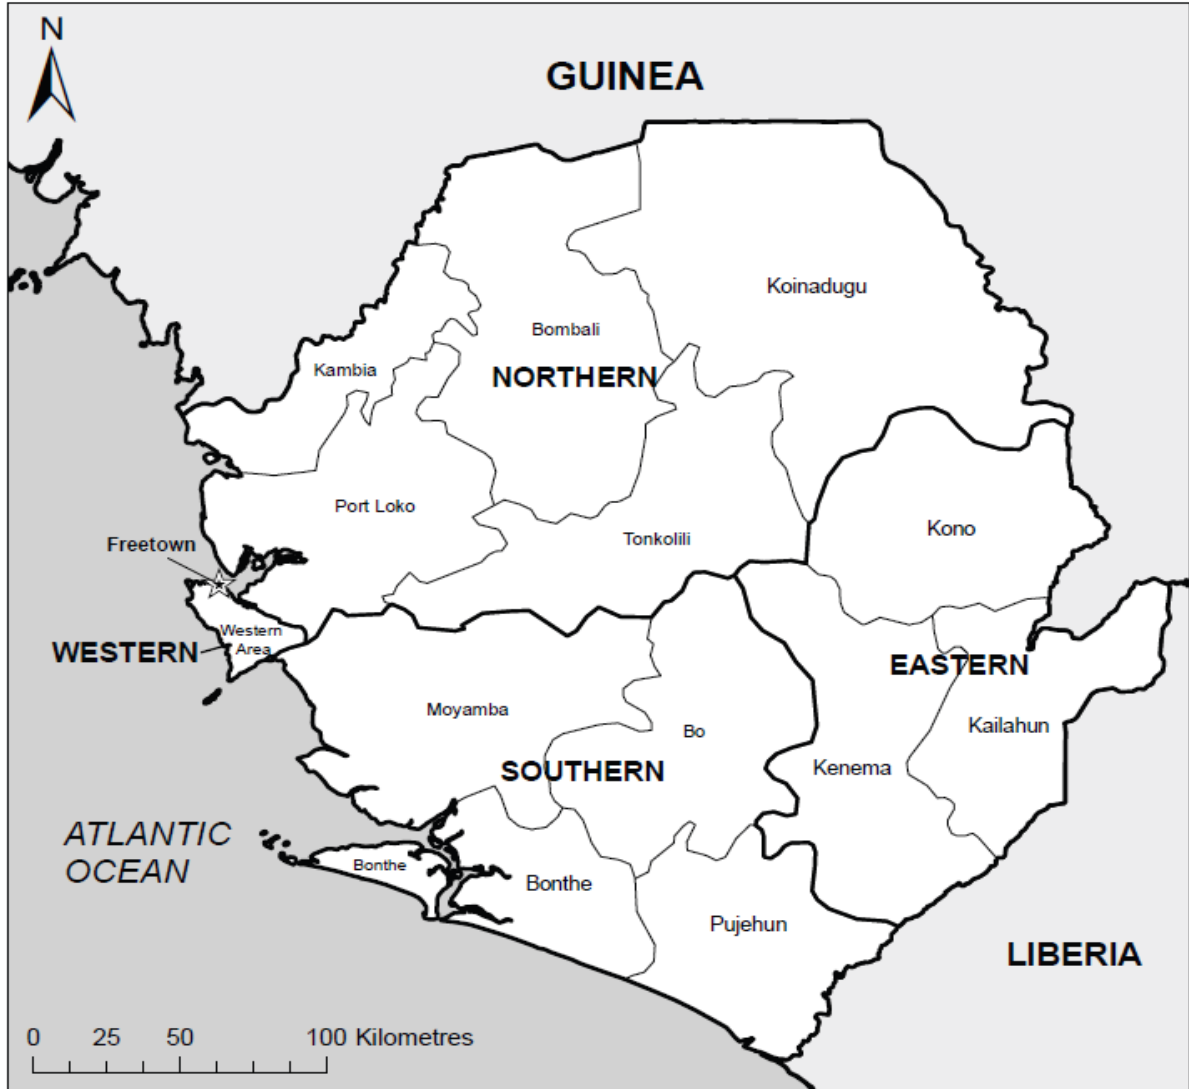 N
GUINEA
Koinadugu
Bombali
Kambia
NORTHERN
Port Loko
Kono
Tonkolili
Freetown
Western
Area
WESTERN
EASTERN
Moyamba
Kailahun
Bo
Kenema
SOUTHERN
ATLANTIC
OCEAN
Bonthe
Bonthe
Pujehun
LIBERIA
0 25 50 100 Kilometres